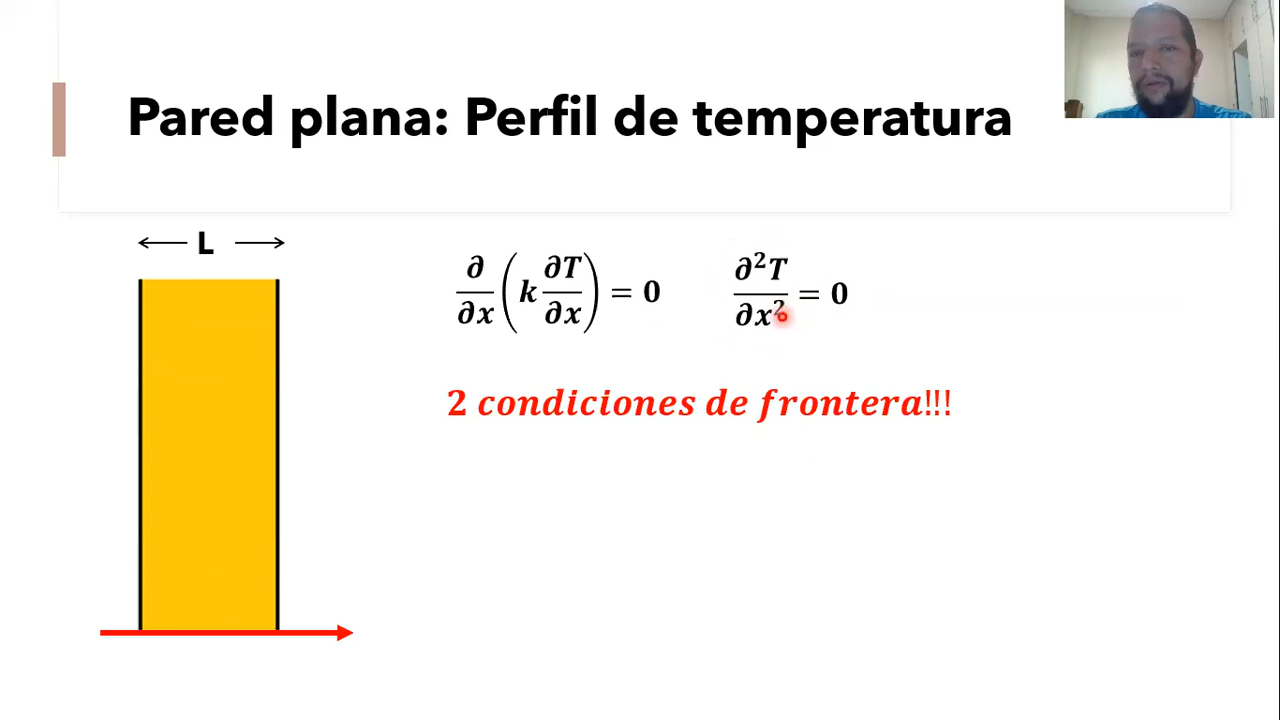 Pared plana: Perfil de temperatura
L
∂/∂x (k ∂T/∂x) = 0
∂²T/∂x² = 0
2 condiciones de frontera!!!